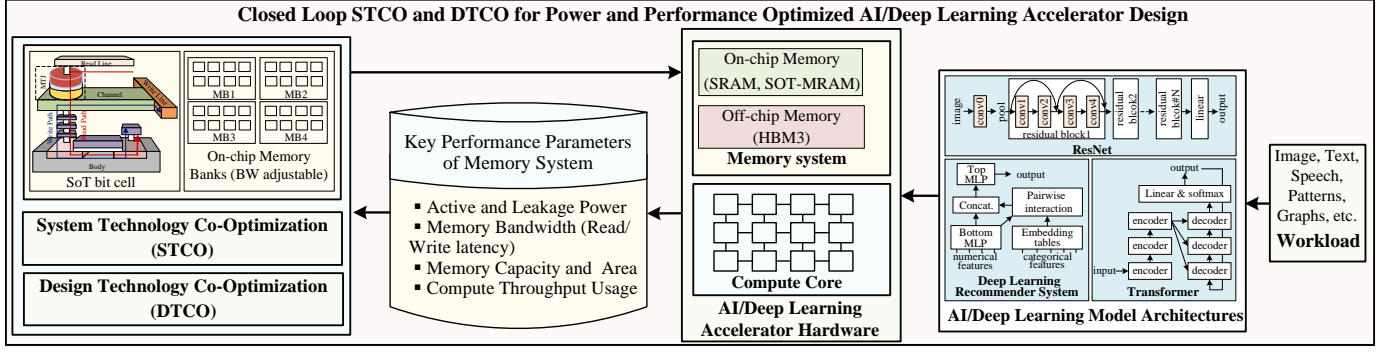 Closed Loop STCO and DTCO for Power and Performance Optimized AI/Deep Learning Accelerator Design
Read Line
MTJ
Write Line
Channel
Write Path
Read Path
Body
SoT bit cell
MB1
MB2
MB3
MB4
On-chip Memory
Banks (BW adjustable)
System Technology Co-Optimization
(STCO)
Design Technology Co-Optimization
(DTCO)
Key Performance Parameters
of Memory System
▪ Active and Leakage Power
▪ Memory Bandwidth (Read/
Write latency)
▪ Memory Capacity and Area
▪ Compute Throughput Usage
On-chip Memory
(SRAM, SOT-MRAM)
Off-chip Memory
(HBM3)
Memory system
Compute Core
AI/Deep Learning
Accelerator Hardware
image
conv0
pool
conv1
conv2
conv3
conv4
residual block1
residual
blcok2
residual
block#N
linear
output
ResNet
Top
MLP
output
Concat.
Pairwise
interaction
Bottom
MLP
Embedding
tables
numerical
features
categorical
features
Deep Learning
Recommender System
output
Linear & softmax
encoder
decoder
encoder
decoder
input
encoder
decoder
Transformer
AI/Deep Learning Model Architectures
Image, Text,
Speech,
Patterns,
Graphs, etc.
Workload